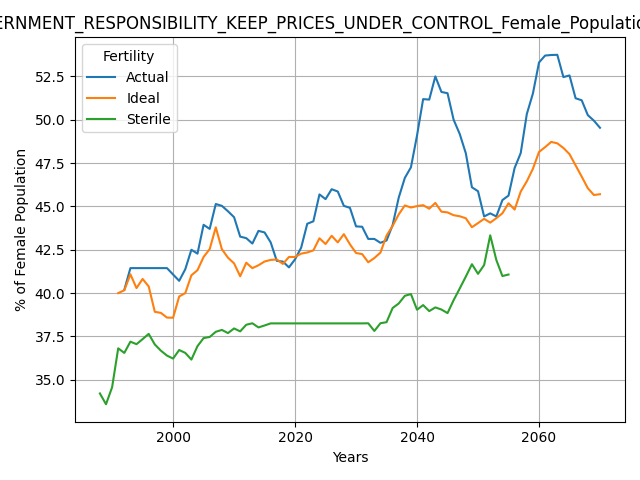 ERNMENT_RESPONSIBILITY_KEEP_PRICES_UNDER_CONTROL_Female_Populatio
Fertility
Actual
Ideal
Sterile
52.5
50.0
47.5
45.0
42.5
40.0
37.5
35.0
% of Female Population
2000 2020 2040 2060
Years